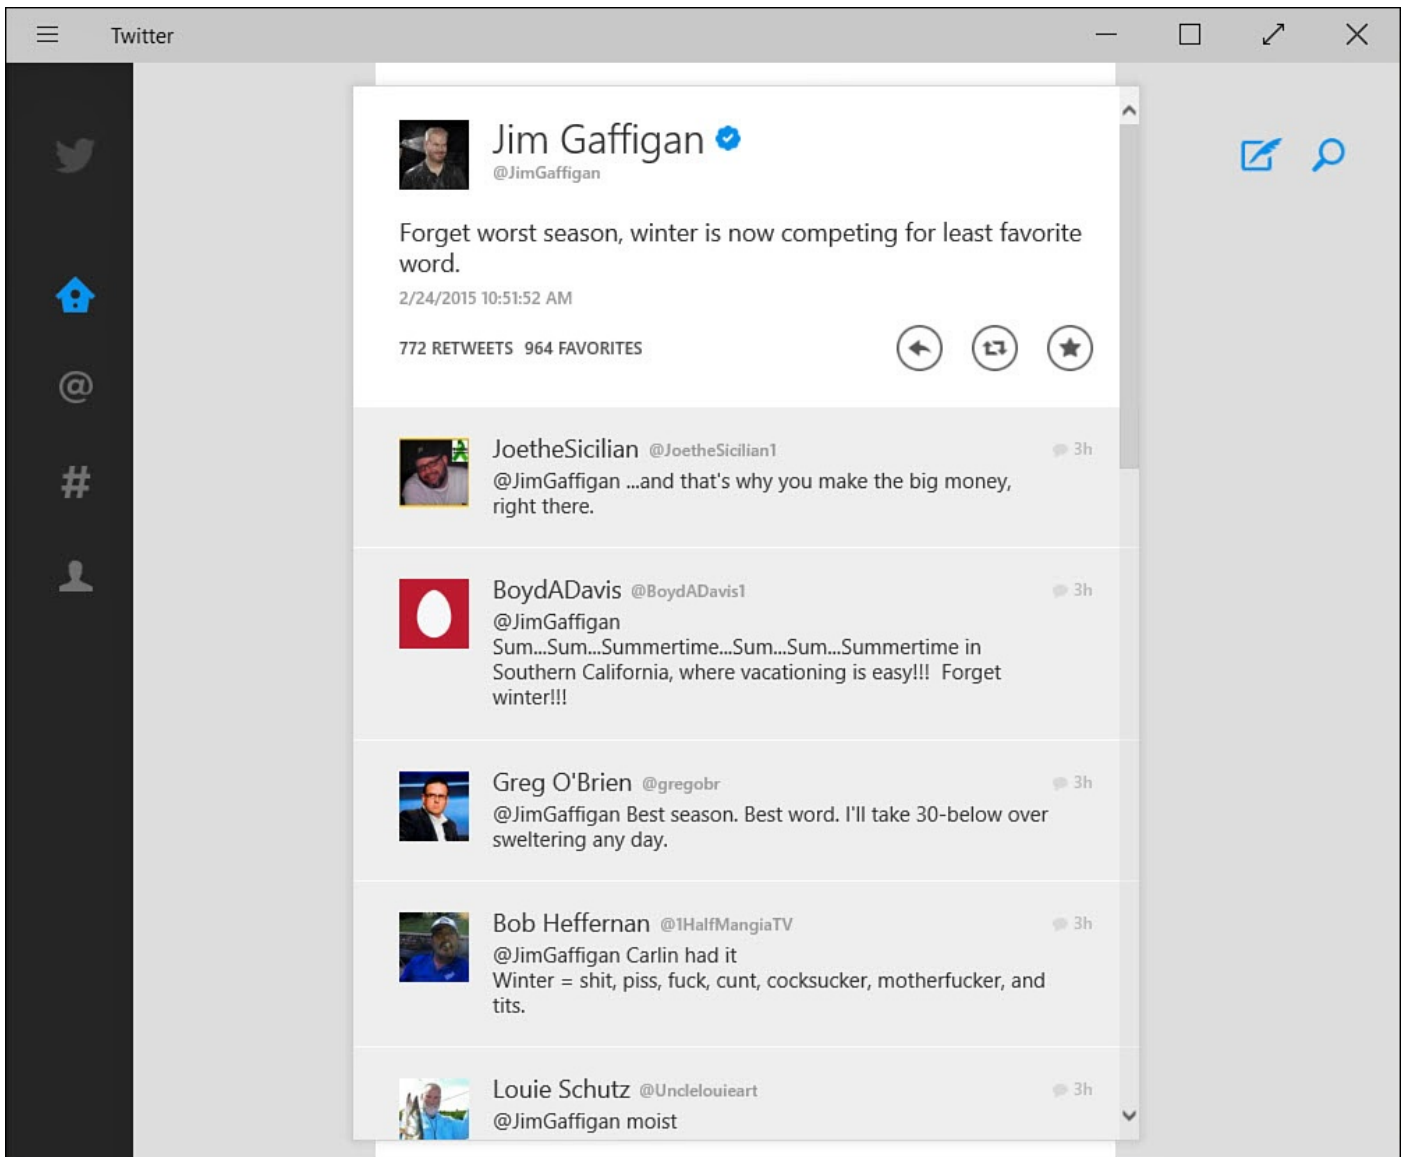 Twitter
Jim Gaffigan
@JimGaffigan
Forget worst season, winter is now competing for least favorite
word.
2/24/2015 10:51:52 AM
772 RETWEETS 964 FAVORITES
@
#
JoetheSicilian @JoetheSicilian1 3h
@JimGaffigan ...and that's why you make the big money,
right there.
BoydADavis @BoydADavis1 3h
@JimGaffigan
Sum...Sum...Summertime...Sum...Sum...Summertime in
Southern California, where vacationing is easy!!!  Forget
winter!!!
Greg O'Brien @gregobr 3h
@JimGaffigan Best season. Best word. I'll take 30-below over
sweltering any day.
Bob Heffernan @1HalfMangiaTV 3h
@JimGaffigan Carlin had it
Winter = shit, piss, fuck, cunt, cocksucker, motherfucker, and
tits.
Louie Schutz @Unclelouieart 3h
@JimGaffigan moist